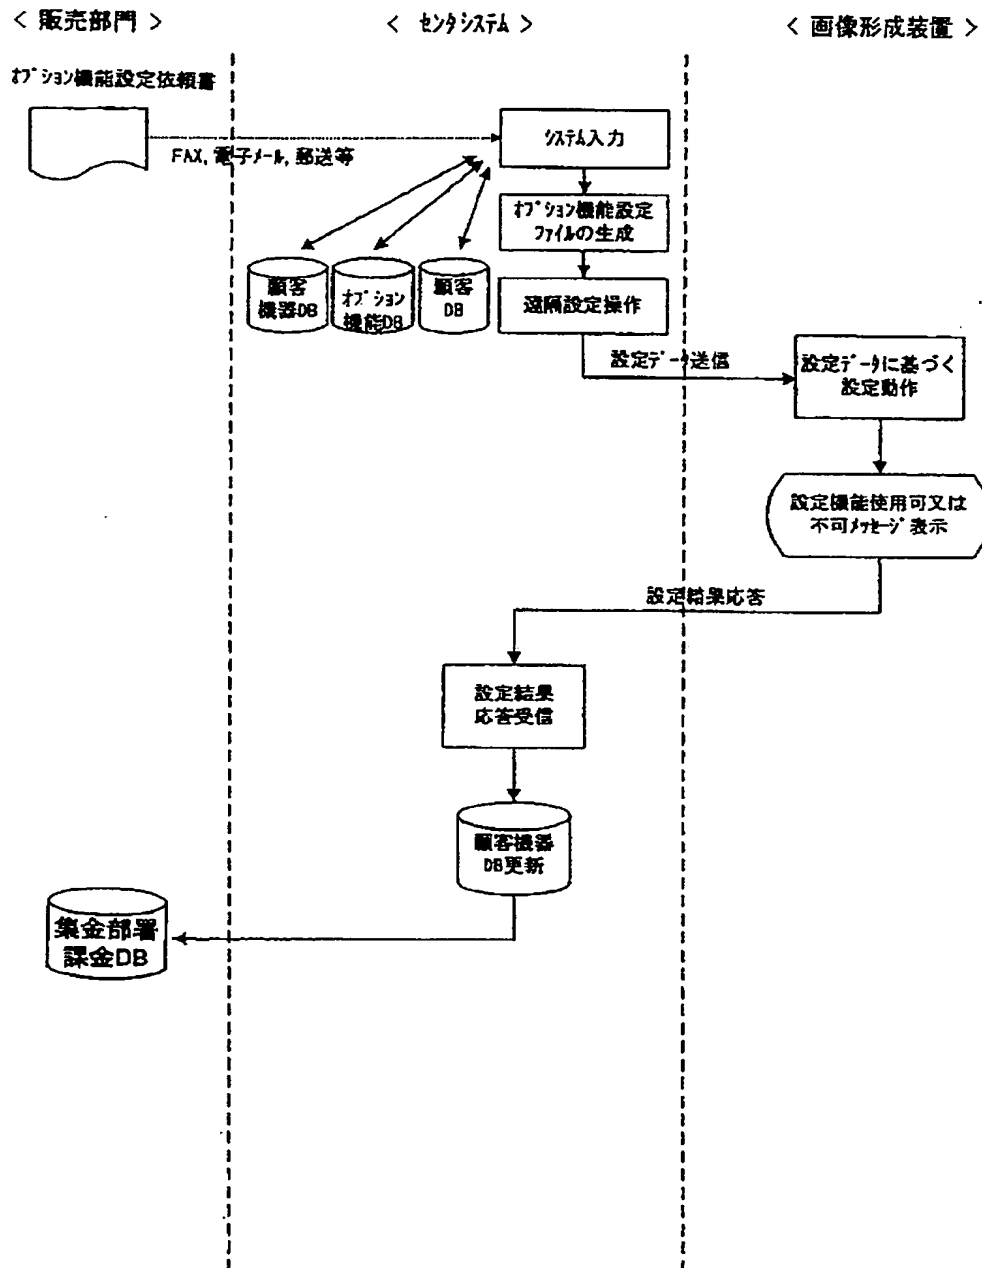 < 販売部門 >
< ｾﾝﾀｼｽﾃﾑ >
< 画像形成装置 >
ｵﾌﾟｼｮﾝ機能設定依頼書
FAX, 電子ﾒｰﾙ, 郵送等
ｼｽﾃﾑ入力
ｵﾌﾟｼｮﾝ機能設定
ファイルの生成
顧客
機器DB
ｵﾌﾟｼｮﾝ
機能DB
顧客
DB
遠隔設定操作
設定ﾃﾞｰﾀ送信
設定ﾃﾞｰﾀに基づく
設定動作
設定機能使用可又は
不可ﾒｯｾｰｼﾞ表示
設定結果応答
設定結果
応答受信
顧客機器
DB更新
集金部署
課金DB